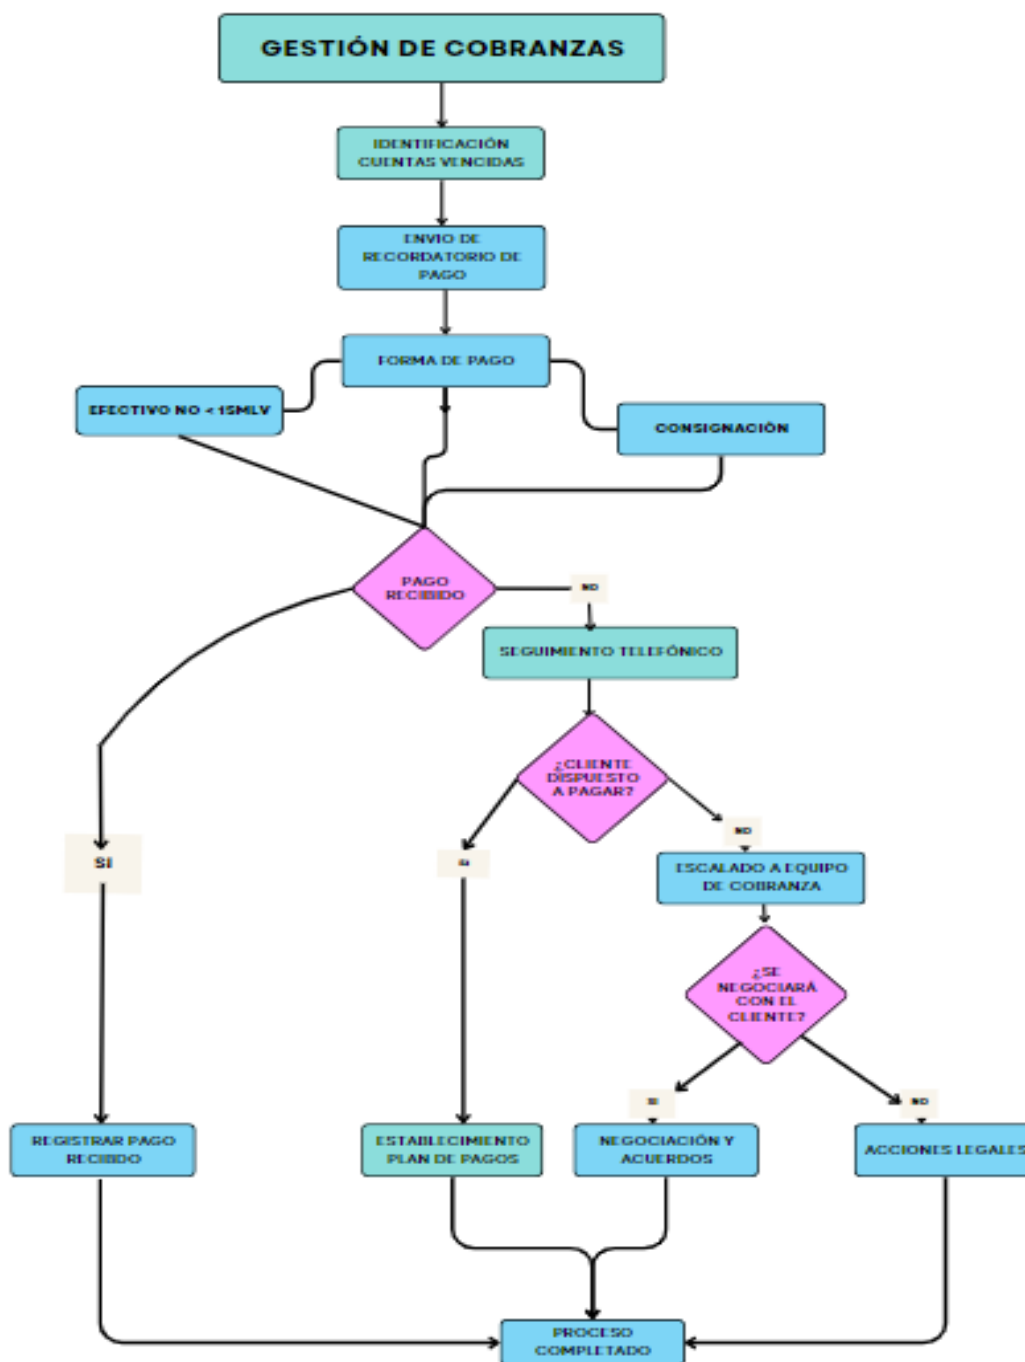 GESTIÓN DE COBRANZAS
IDENTIFICACIÓN
CUENTAS VENCIDAS
ENVIO DE
RECORDATORIO DE
PAGO
FORMA DE PAGO
EFECTIVO NO < 1SMLV
CONSIGNACIÓN
PAGO
RECIBIDO
NO
SEGUIMIENTO TELEFÓNICO
¿CLIENTE
DISPUESTO
A PAGAR?
NO
SI
SI
ESCALADO A EQUIPO
DE COBRANZA
¿SE
NEGOCIARÁ
CON EL
CLIENTE?
SI
NO
REGISTRAR PAGO
RECIBDO
ESTABLECIMIENTO
PLAN DE PAGOS
NEGOCIACIÓN Y
ACUERDOS
ACCIONES LEGALES
PROCESO
COMPLETADO